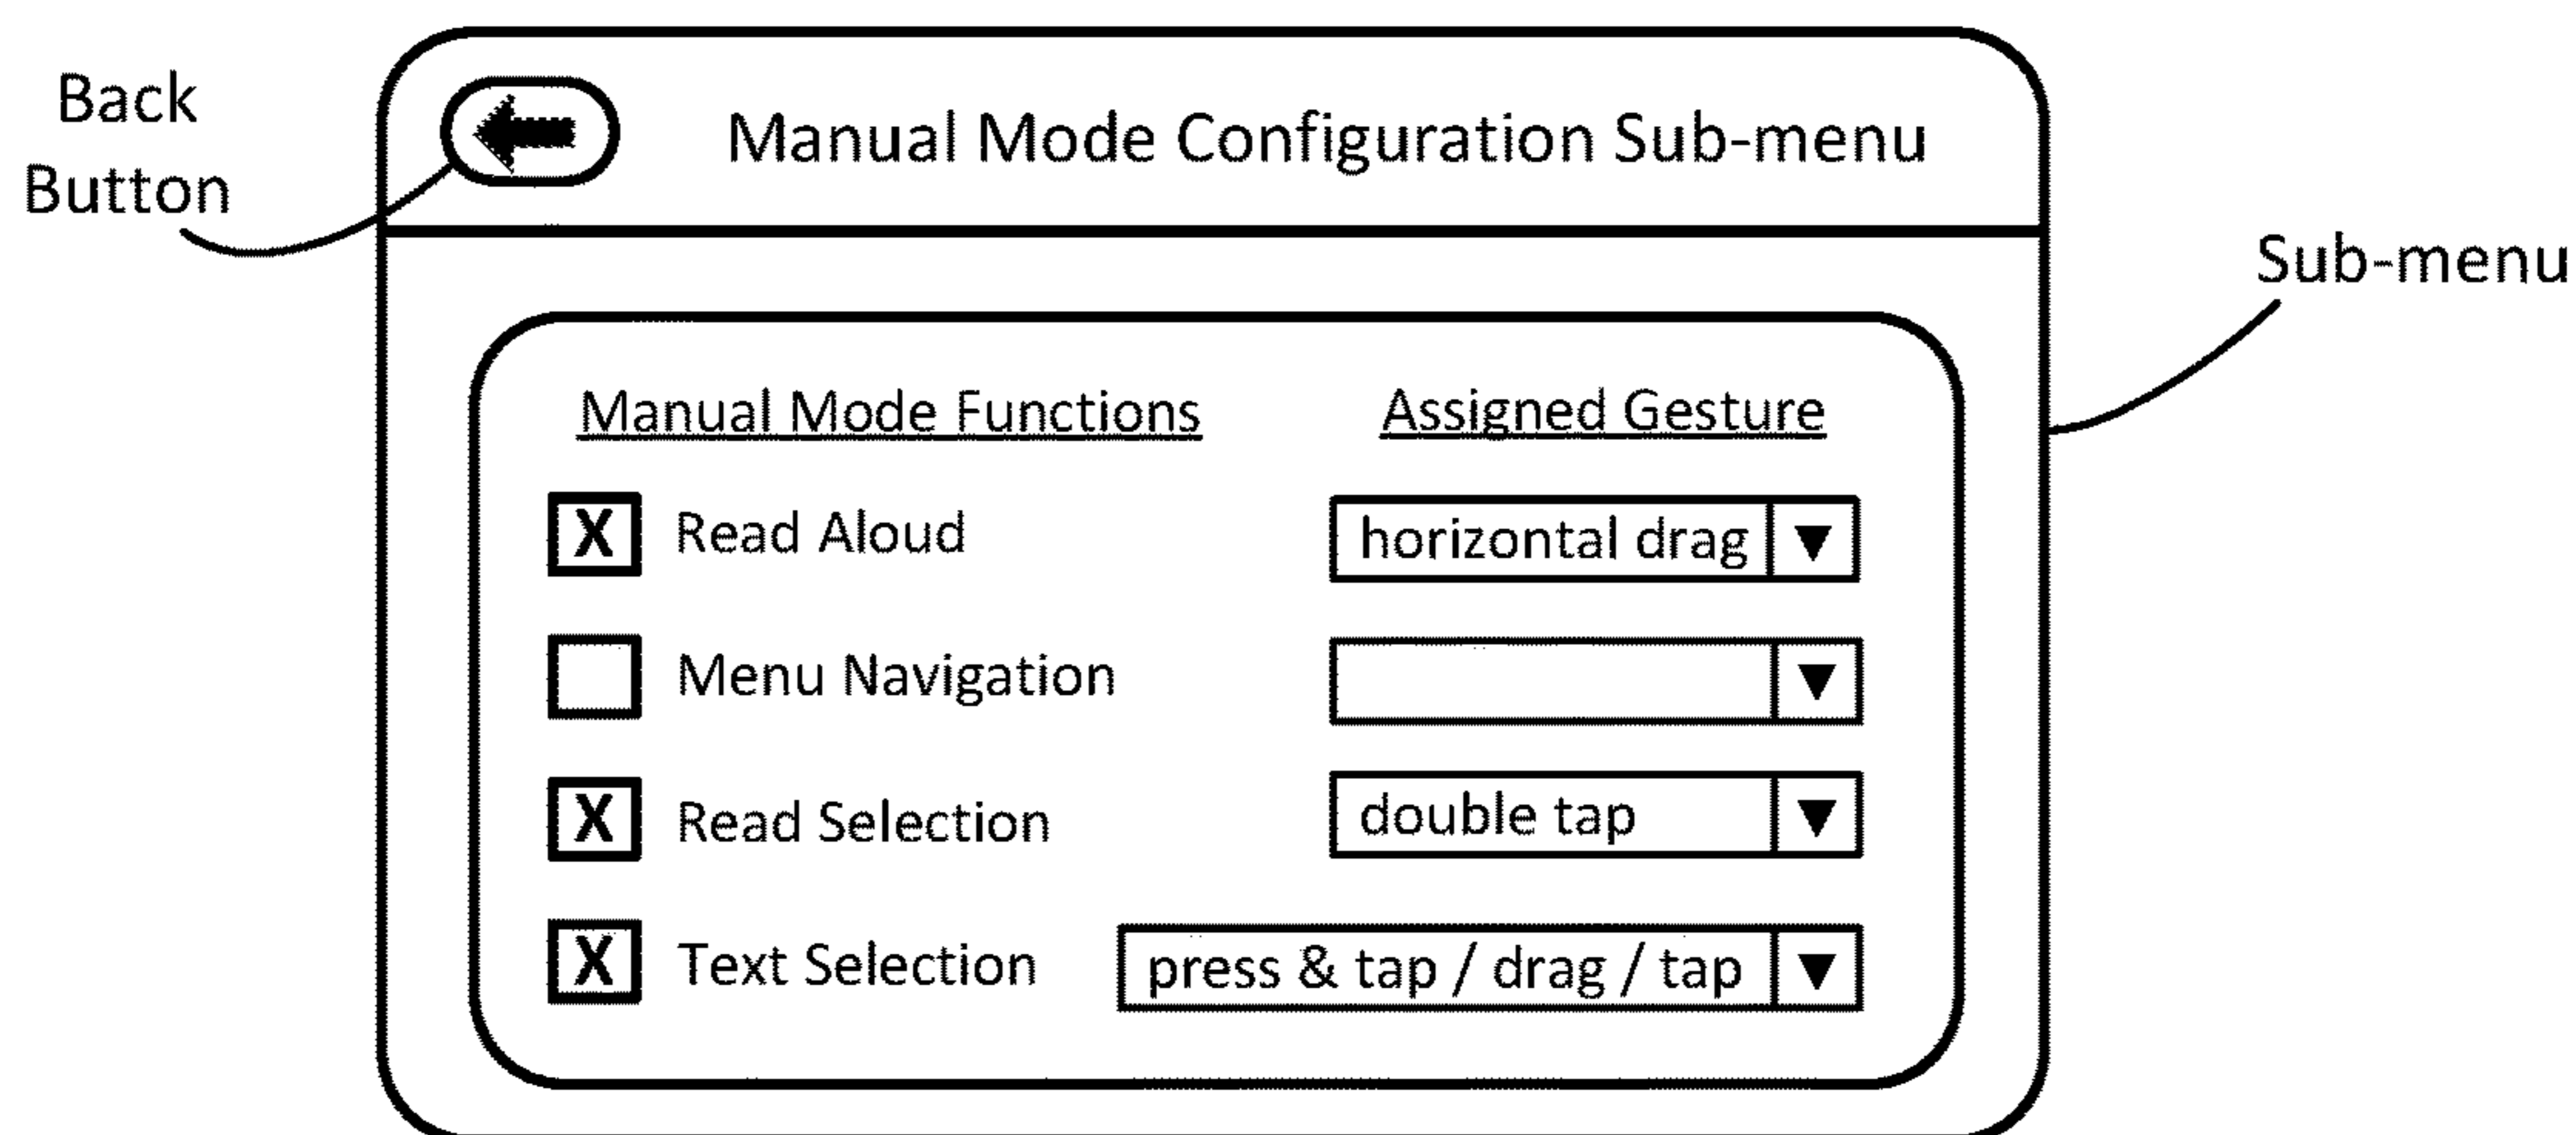 Back
Button
Manual Mode Configuration Sub-menu
Sub-menu
Manual Mode Functions Assigned Gesture
X Read Aloud horizontal drag ▼
Menu Navigation ▼
X Read Selection double tap ▼
X Text Selection press & tap / drag / tap ▼